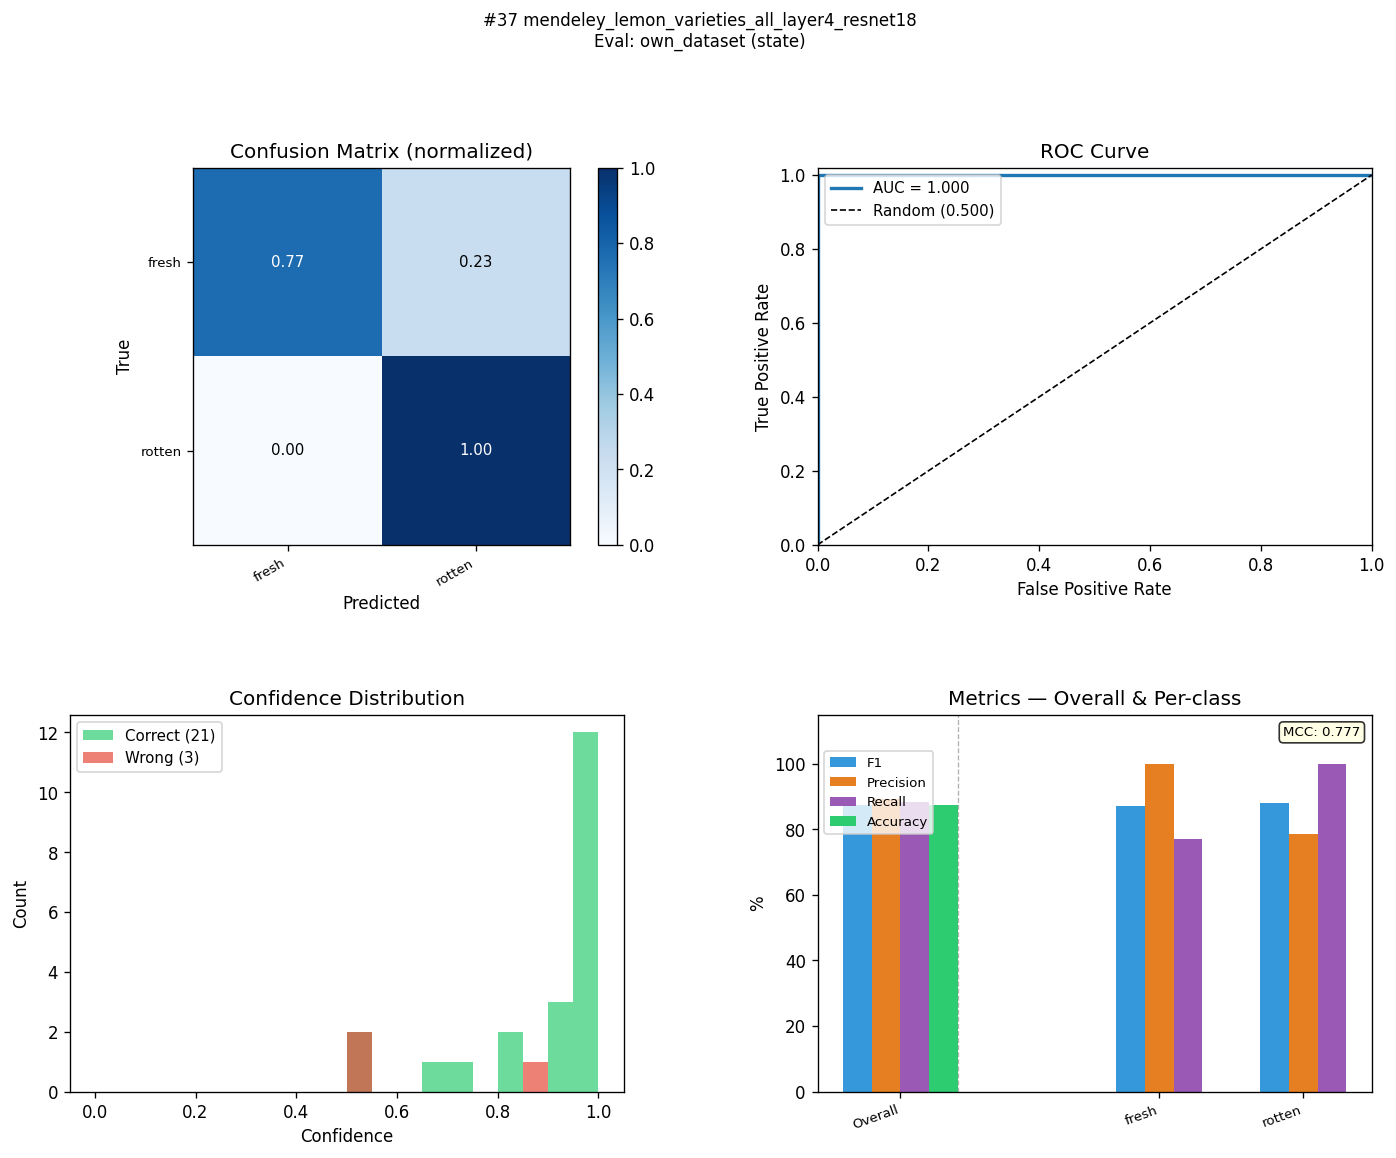 #37 mendeley_lemon_varieties_all_layer4_resnet18
Eval: own_dataset (state)
Confusion Matrix (normalized)
True
fresh
rotten
0.77
0.23
0.00
1.00
fresh
rotten
Predicted
1.0
0.8
0.6
0.4
0.2
0.0
ROC Curve
True Positive Rate
1.0
0.8
0.6
0.4
0.2
0.0
AUC = 1.000
Random (0.500)
0.0 0.2 0.4 0.6 0.8 1.0
False Positive Rate
Confidence Distribution
Count
12
10
8
6
4
2
0
Correct (21)
Wrong (3)
0.0 0.2 0.4 0.6 0.8 1.0
Confidence
Metrics — Overall & Per-class
MCC: 0.777
%
100
80
60
40
20
0
F1
Precision
Recall
Accuracy
Overall
fresh
rotten